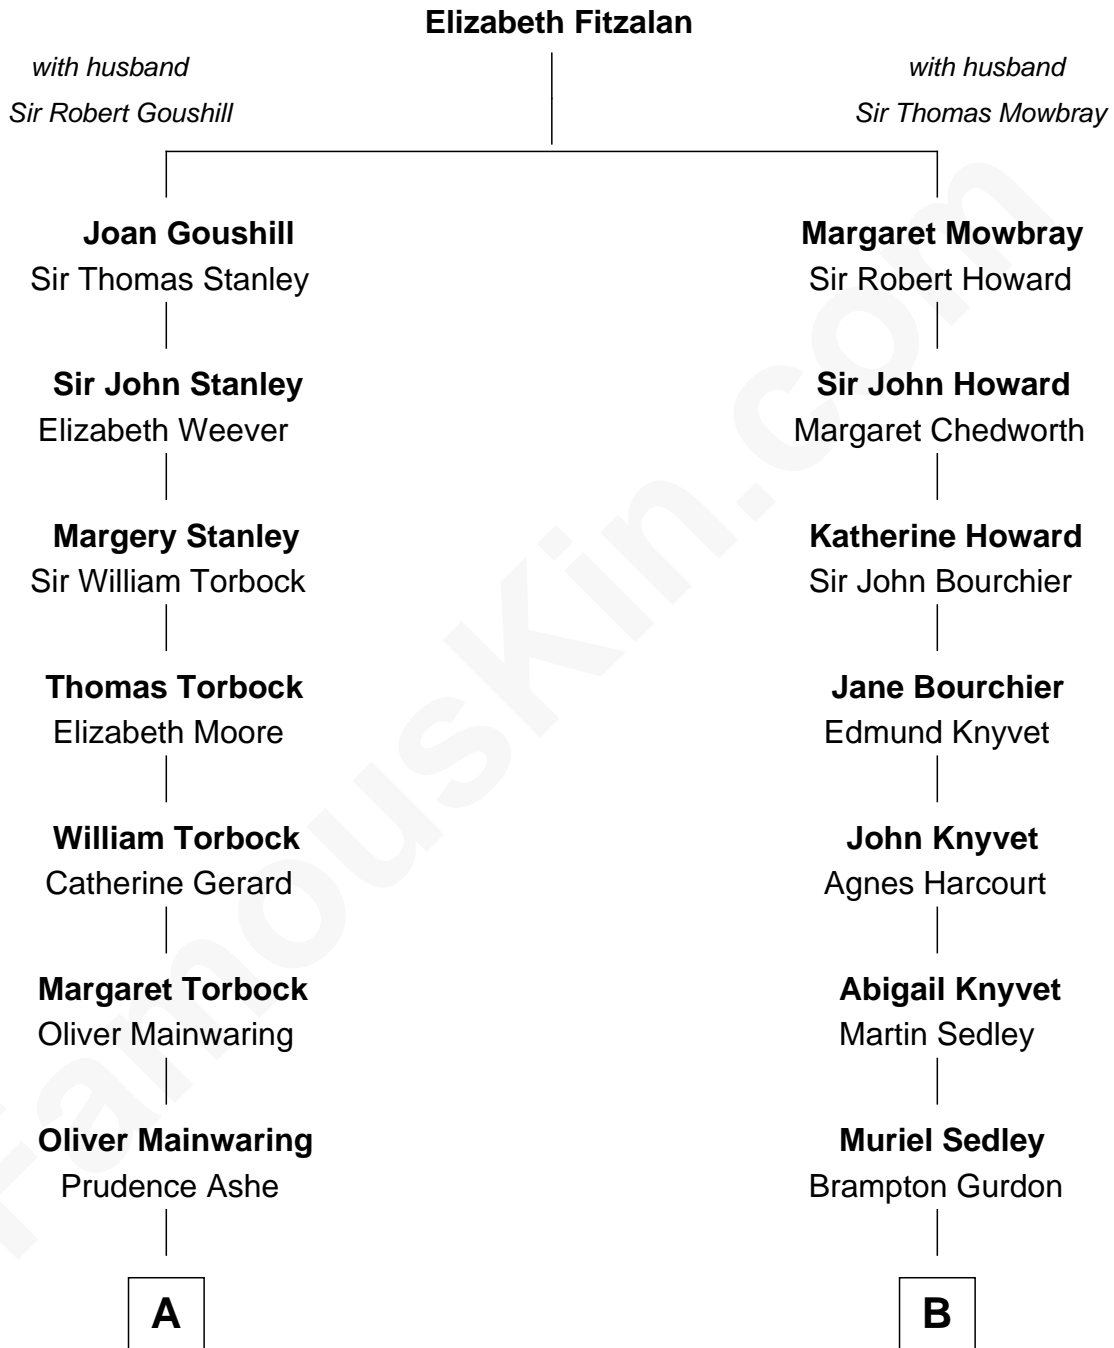 Elizabeth Fitzalan
with husband
Sir Robert Goushill
with husband
Sir Thomas Mowbray
Joan Goushill
Sir Thomas Stanley
Margaret Mowbray
Sir Robert Howard
Sir John Stanley
Elizabeth Weever
Sir John Howard
Margaret Chedworth
Margery Stanley
Sir William Torbock
Katherine Howard
Sir John Bourchier
Thomas Torbock
Elizabeth Moore
Jane Bourchier
Edmund Knyvet
William Torbock
Catherine Gerard
John Knyvet
Agnes Harcourt
Margaret Torbock
Oliver Mainwaring
Abigail Knyvet
Martin Sedley
Oliver Mainwaring
Prudence Ashe
Muriel Sedley
Brampton Gurdon
A
B
FamousKin.com